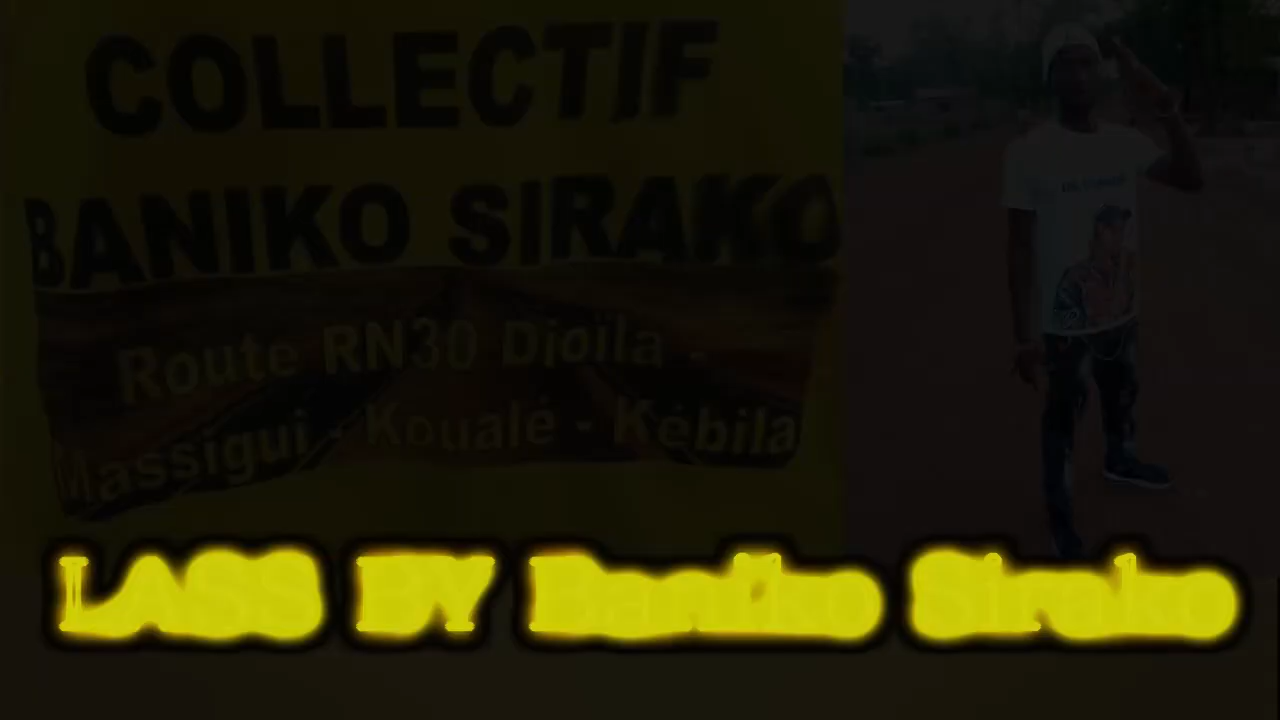 COLLECTIF
BANIKO SIRAKO
Route RN30 Dioila -
Massigui - Koualé - Kébila
LASS BY Baniko Sirako